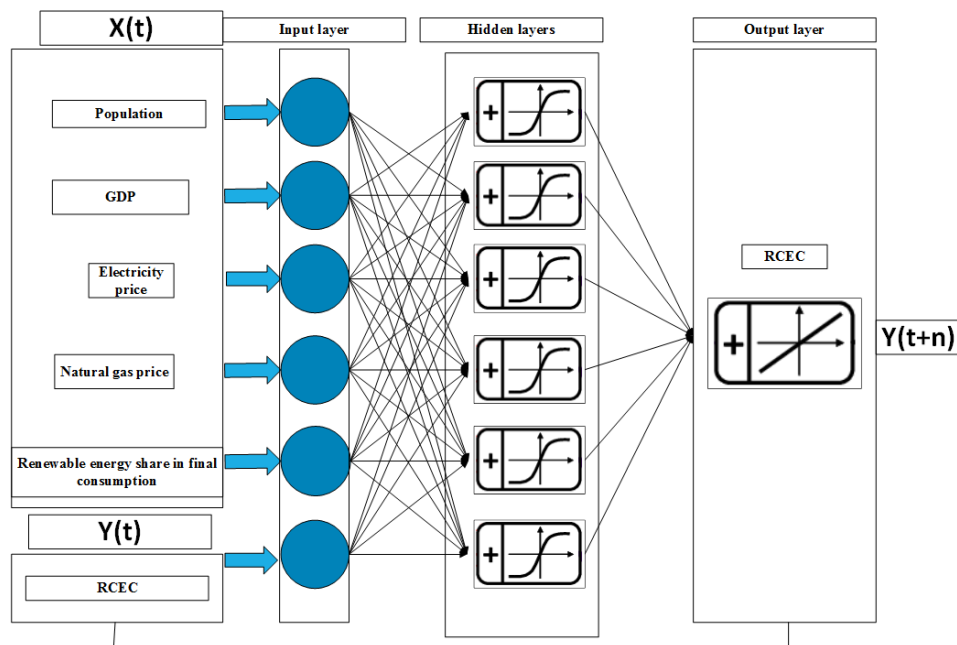 X(t)
Input layer
Hidden layers
Output layer
Population
GDP
Electricity
price
Natural gas price
Renewable energy share in final
consumption
Y(t)
RCEC
+
+
+
+
+
+
RCEC
+
Y(t+n)